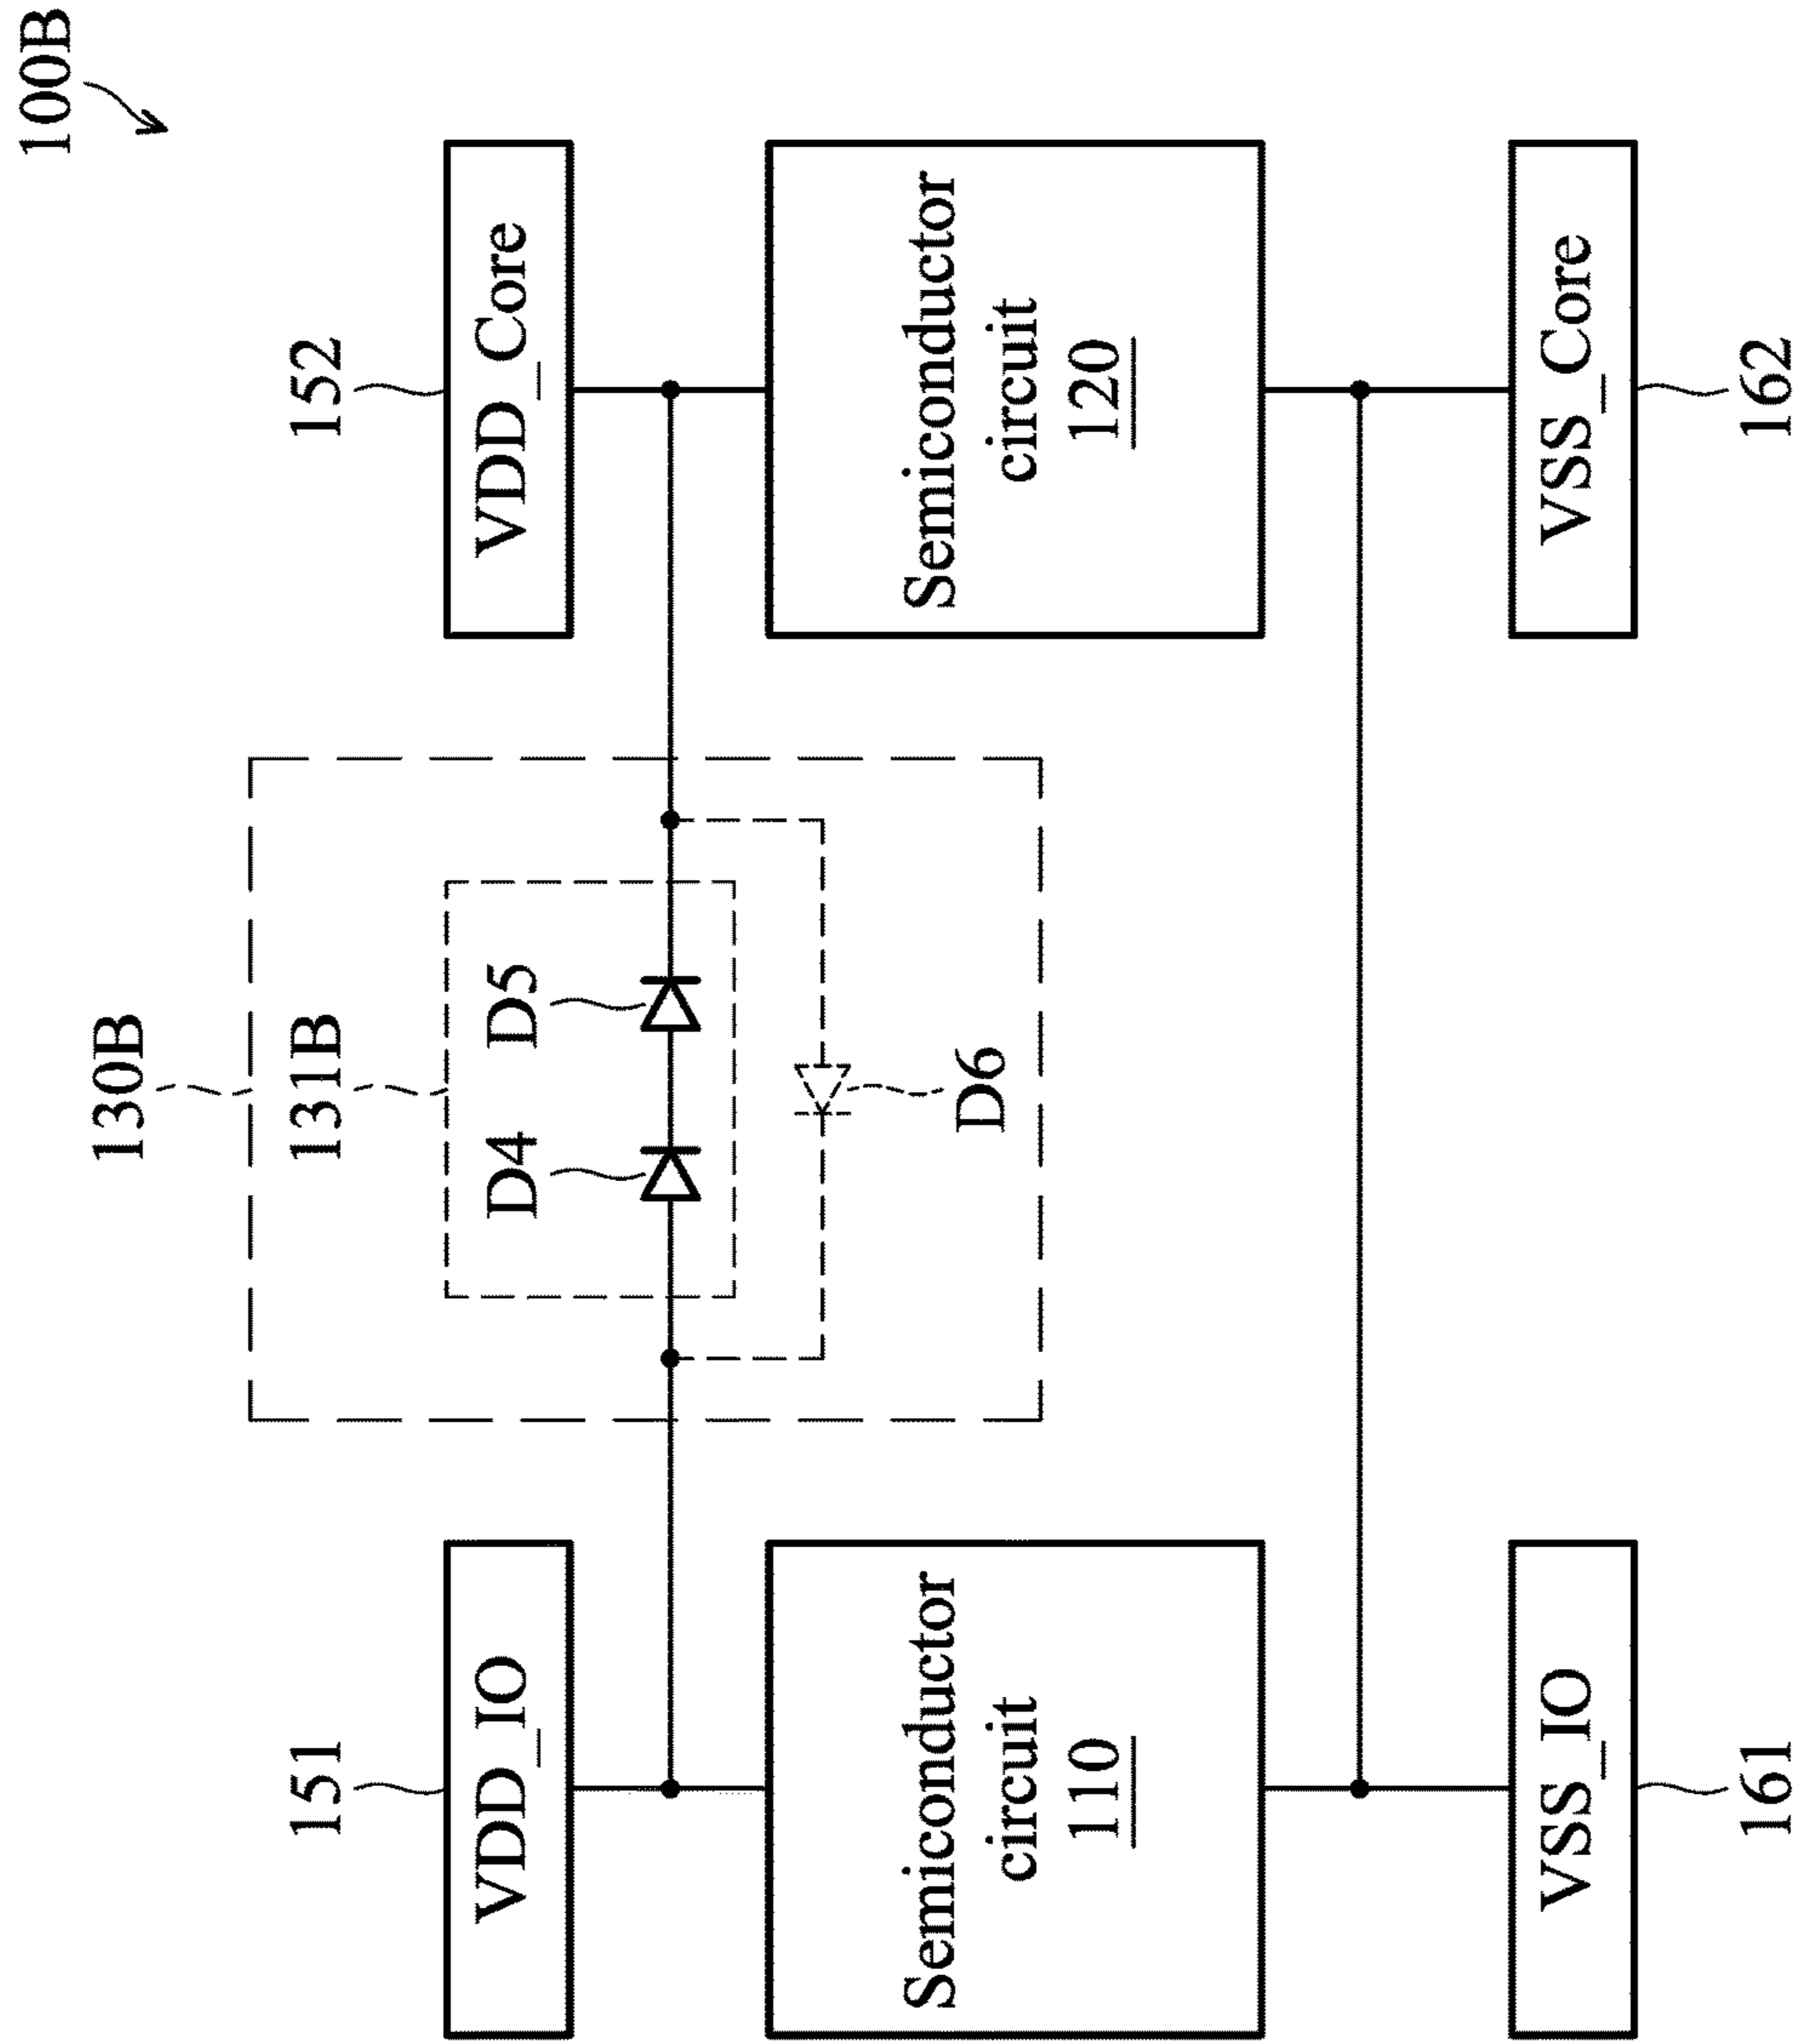 100B
130B
131B
151
152
VDD_IO
VDD_Core
D4
D5
Semiconductor
circuit
110
D6
Semiconductor
circuit
120
VSS_IO
VSS_Core
161
162